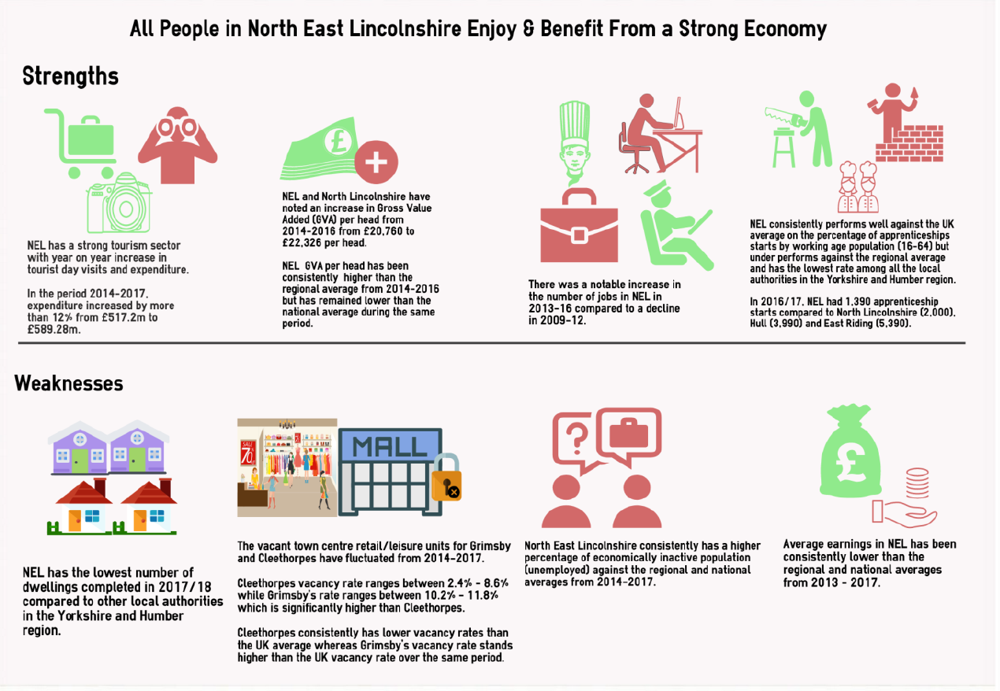 All People in North East Lincolnshire Enjoy & Benefit From a Strong Economy
Strengths
NEL has a strong tourism sector
with year on year increase in
tourist day visits and expenditure.
In the period 2014-2017,
expenditure increased by more
than 12% from £517.2m to
£589.28m.
£
NEL and North Lincolnshire have
noted an increase in Gross Value
Added (GVA) per head from
2014-2016 from £20,760 to
£22,326 per head.
NEL GVA per head has been
consistently higher than the
regional average from 2014-2016
but has remained lower than the
national average during the same
period.
There was a notable increase in
the number of jobs in NEL in
2013-16 compared to a decline
in 2009-12.
NEL consistently performs well against the UK
average on the percentage of apprenticeships
starts by working age population (16-64) but
under performs against the regional average
and has the lowest rate among all the local
authorities in the Yorkshire and Humber region.
In 2016/17, NEL had 1,390 apprenticeship
starts compared to North Lincolnshire (2,000),
Hull (3,990) and East Riding (5,390).
Weaknesses
NEL has the lowest number of
dwellings completed in 2017/18
compared to other local authorities
in the Yorkshire and Humber
region.
SALE
MALL
The vacant town centre retail/leisure units for Grimsby
and Cleethorpes have fluctuated from 2014-2017.
Cleethorpes vacancy rate ranges between 2.4% - 8.6%
while Grimsby's rate ranges between 10.2% - 11.8%
which is significantly higher than Cleethorpes.
Cleethorpes consistently has lower vacancy rates than
the UK average whereas Grimsby's vacancy rate stands
higher than the UK vacancy rate over the same period.
?
North East Lincolnshire consistently has a higher
percentage of economically inactive population
(unemployed) against the regional and national
averages from 2014-2017.
£
Average earnings in NEL has been
consistently lower than the
regional and national averages
from 2013 - 2017.